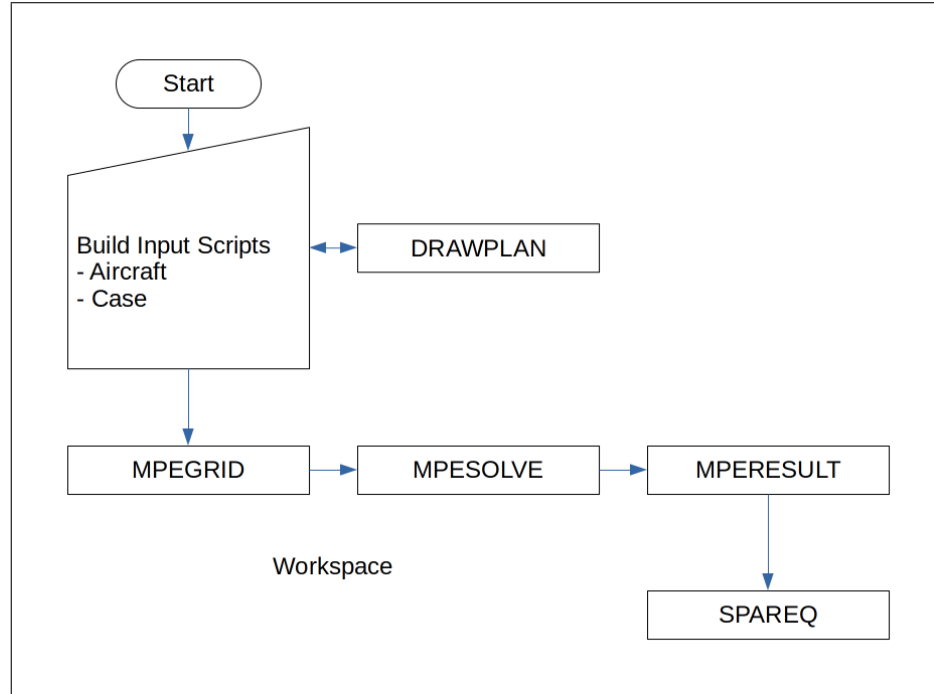 Start
Build Input Scripts
- Aircraft
- Case
DRAWPLAN
MPEGRID
MPESOLVE
MPERESULT
Workspace
SPAREQ